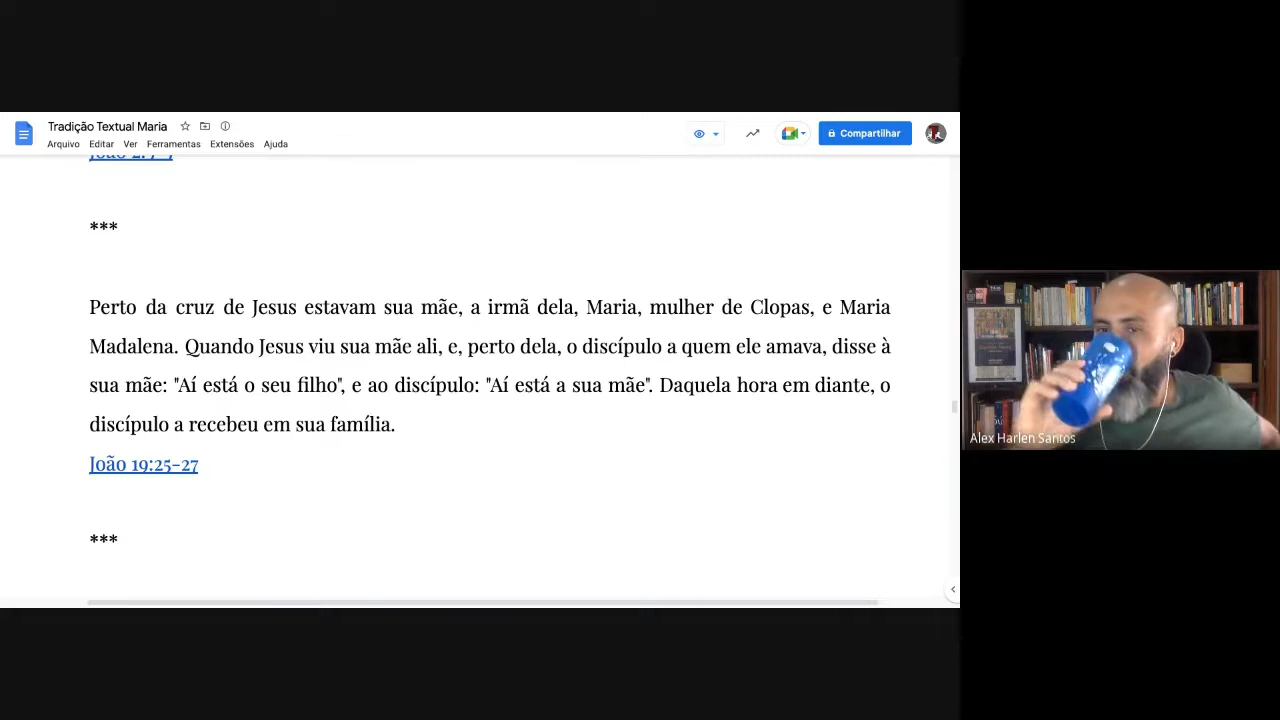 Tradição Textual Maria
Arquivo Editar Ver Ferramentas Extensões Ajuda
Compartilhar
***
Perto da cruz de Jesus estavam sua mãe, a irmã dela, Maria, mulher de Clopas, e Maria
Madalena. Quando Jesus viu sua mãe ali, e, perto dela, o discípulo a quem ele amava, disse à
sua mãe: "Aí está o seu filho", e ao discípulo: "Aí está a sua mãe". Daquela hora em diante, o
discípulo a recebeu em sua família.
João 19:25-27
***
Alex Harlen Santos